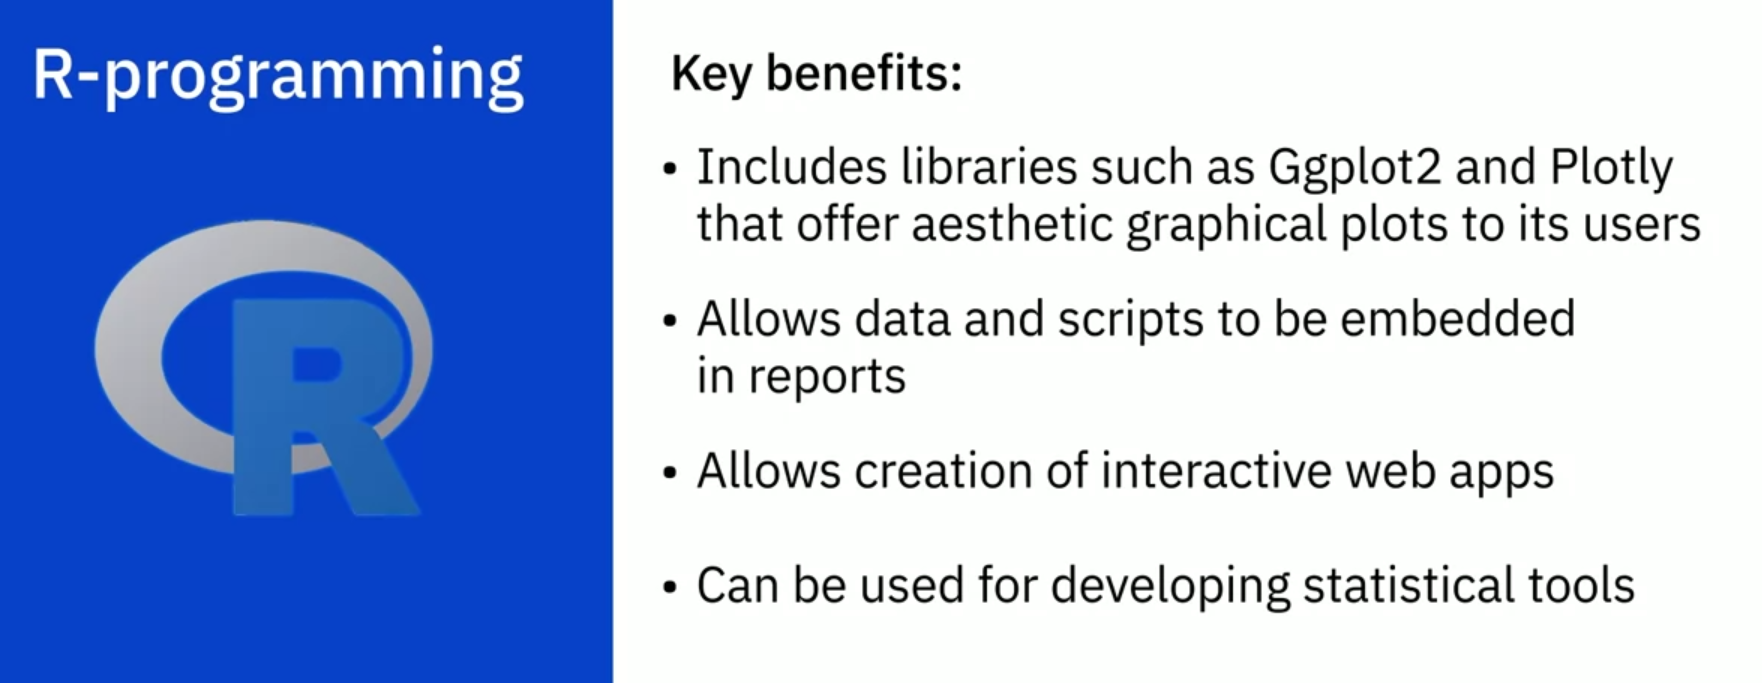 R-programming
R
Key benefits:
• Includes libraries such as Ggplot2 and Plotly
that offer aesthetic graphical plots to its users
• Allows data and scripts to be embedded
in reports
• Allows creation of interactive web apps
• Can be used for developing statistical tools